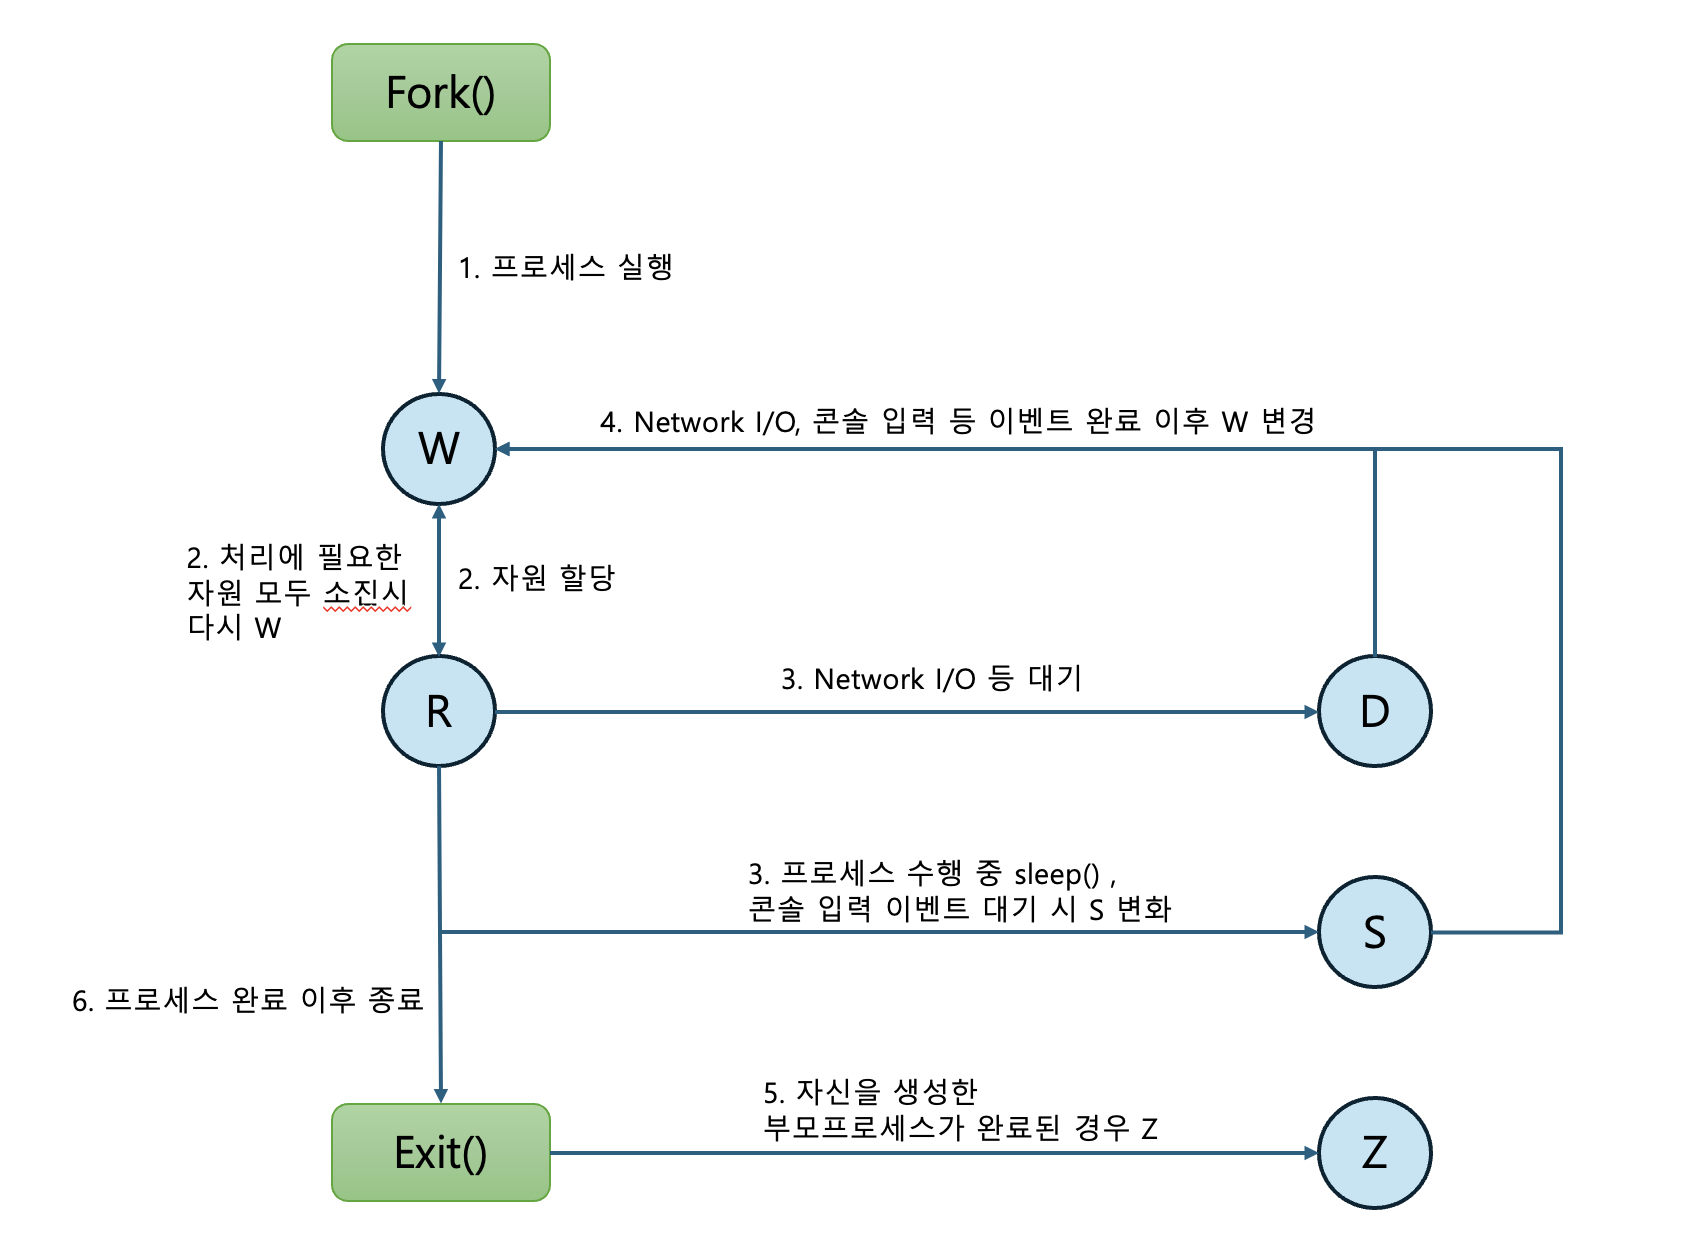 Fork()
1. 프로세스 실행
4. Network I/O, 콘솔 입력 등 이벤트 완료 이후 W 변경
W
2. 처리에 필요한
자원 모두 소진시
다시 W
2. 자원 할당
3. Network I/O 등 대기
R
D
3. 프로세스 수행 중 sleep() ,
콘솔 입력 이벤트 대기 시 S 변화
S
6. 프로세스 완료 이후 종료
5. 자신을 생성한
부모프로세스가 완료된 경우 Z
Exit()
Z